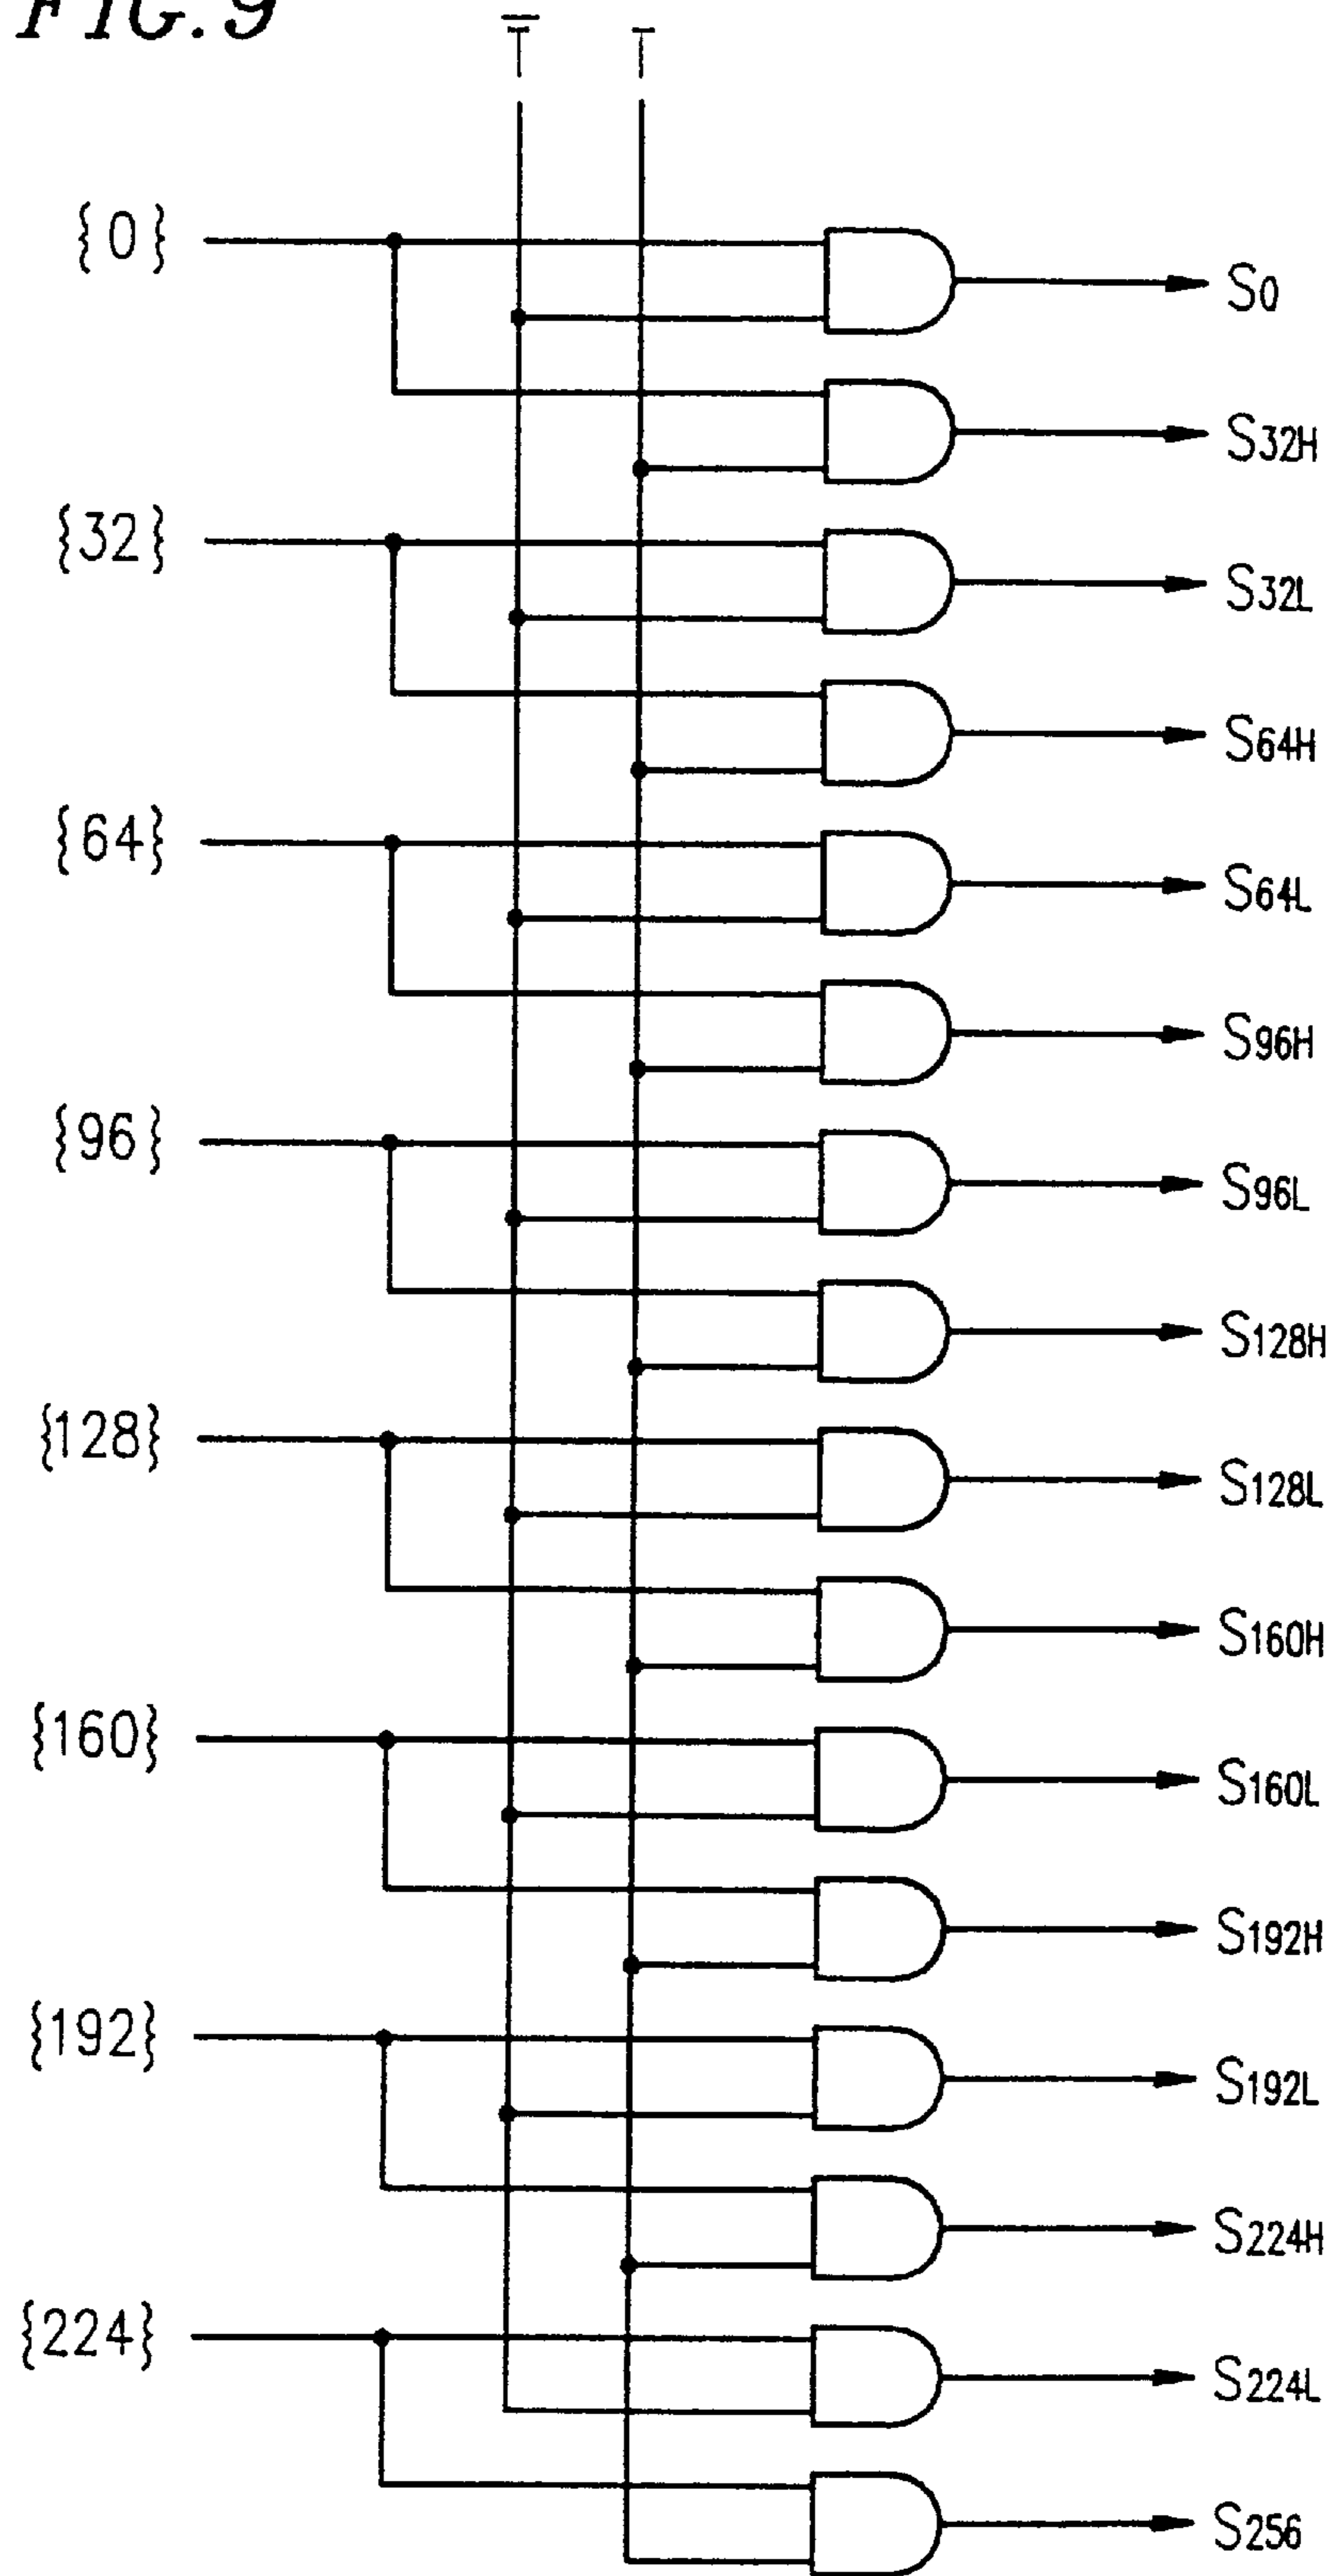 FIG. 9
T̅ T
{0}
S0
S32H
{32}
S32L
S64H
{64}
S64L
S96H
{96}
S96L
S128H
{128}
S128L
S160H
{160}
S160L
S192H
{192}
S192L
S224H
{224}
S224L
S256